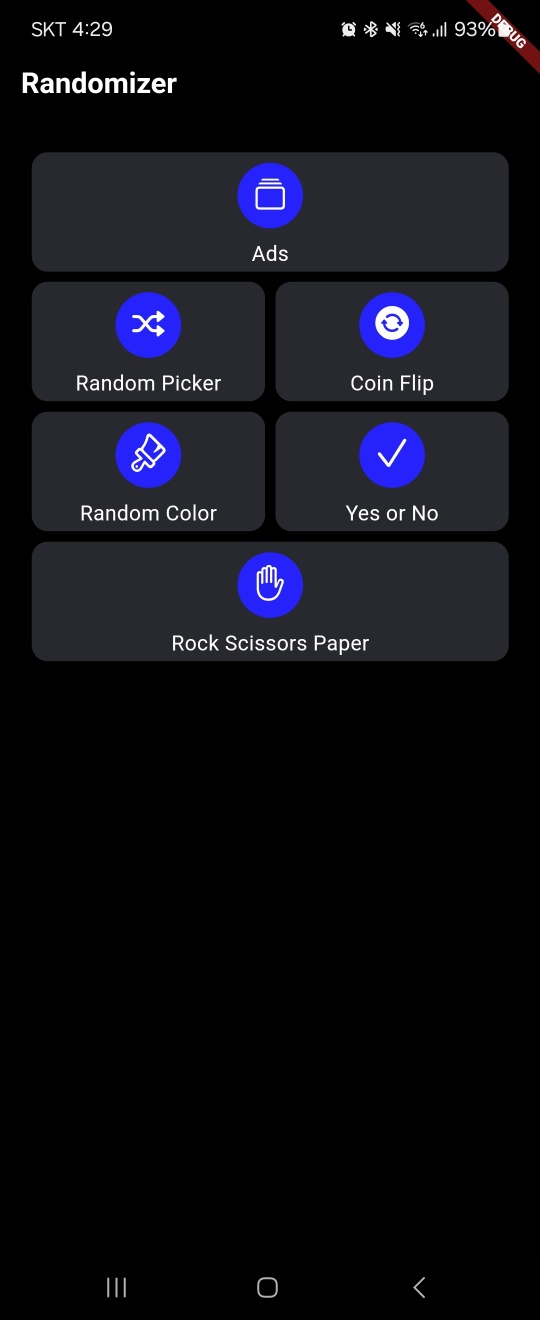 SKT 4:29
93%
DEBUG
Randomizer
Ads
Random Picker
Coin Flip
Random Color
Yes or No
Rock Scissors Paper